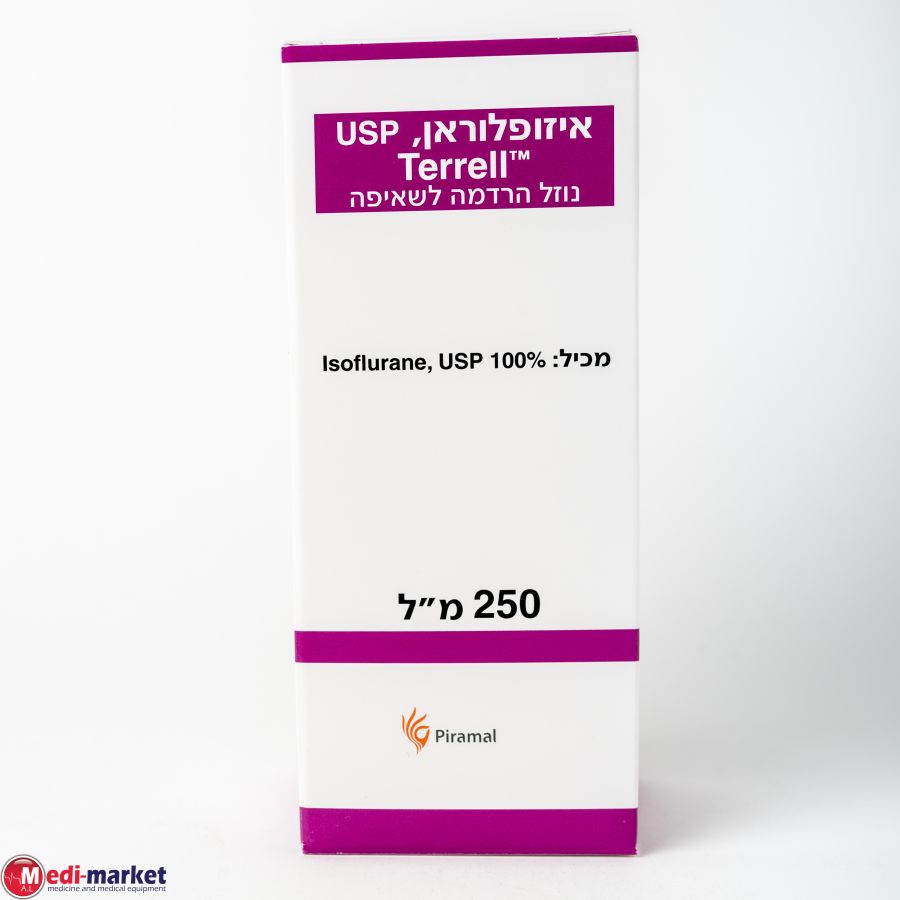 איזופלוראן, USP
Terrell™
נוזל הרדמה לשאיפה
מכיל: Isoflurane, USP 100%
250 מ״ל
Piramal
Medi-market
A.L
medicine and medical equipment